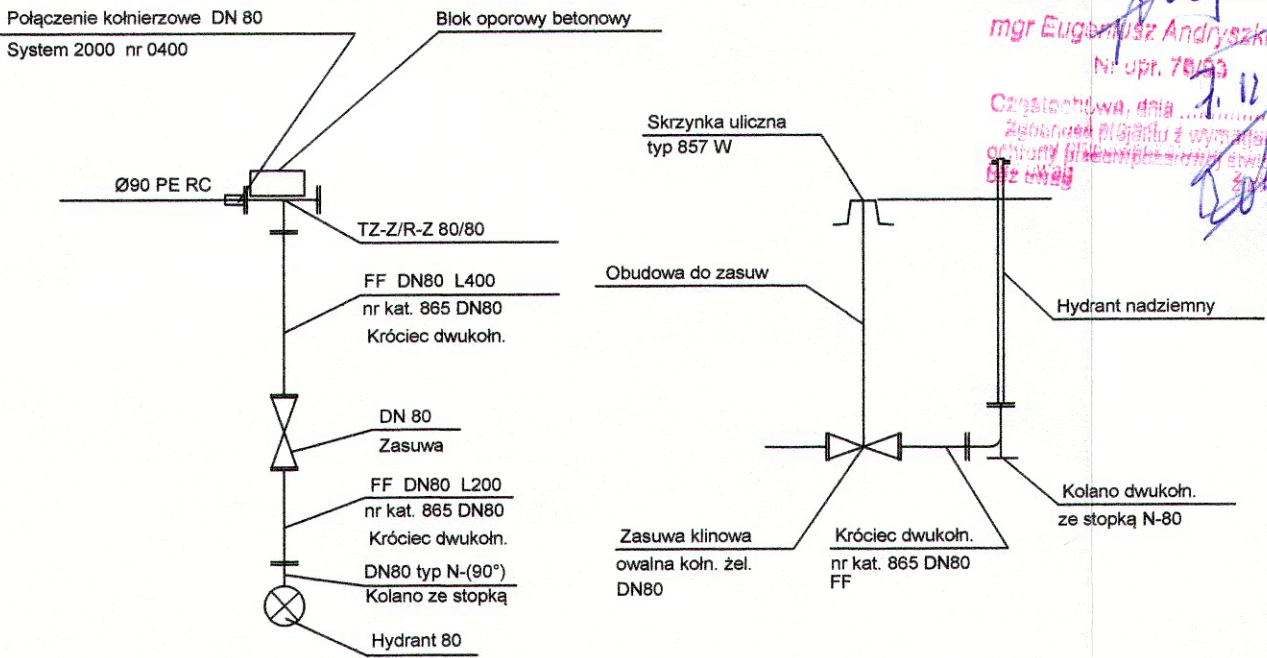 Połączenie kołnierzowe DN 80
System 2000 nr 0400
Blok oporowy betonowy
Ø90 PE RC
TZ-Z/R-Z 80/80
FF DN80 L400
nr kat. 865 DN80
Króciec dwukołn.
DN 80
Zasuwa
FF DN80 L200
nr kat. 865 DN80
Króciec dwukołn.
DN80 typ N-(90°)
Kolano ze stopką
Hydrant 80
mgr Eugeniusz
Nr upr. 76/93
Częstochowa, dnia
bez uwag
Skrzynka uliczna
typ 857 W
Obudowa do zasuw
Hydrant nadziemny
Zasuwa klinowa
owalna kołn. żel.
DN80
Króciec dwukołn.
nr kat. 865 DN80
FF
Kolano dwukołn.
ze stopką N-80